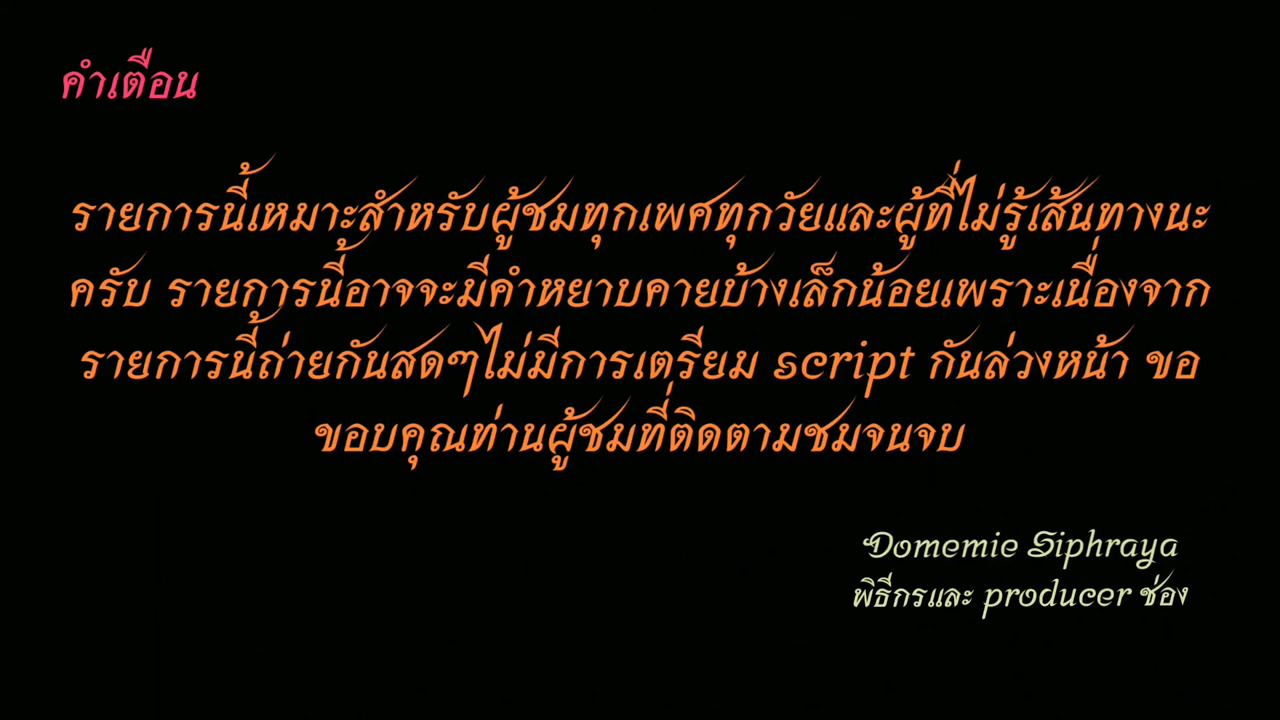 คำเตือน
รายการนี้เหมาะสำหรับผู้ชมทุกเพศทุกวัยและผู้ที่ไม่รู้เส้นทางนะ
ครับ รายการนี้อาจจะมีคำหยาบคายบ้างเล็กน้อยเพราะเนื่องจาก
รายการนี้ถ่ายกันสดๆไม่มีการเตรียม script กันล่วงหน้า ขอ
ขอบคุณท่านผู้ชมที่ติดตามชมจนจบ
Domemie Siphraya
พิธีกรและ producer ช่อง